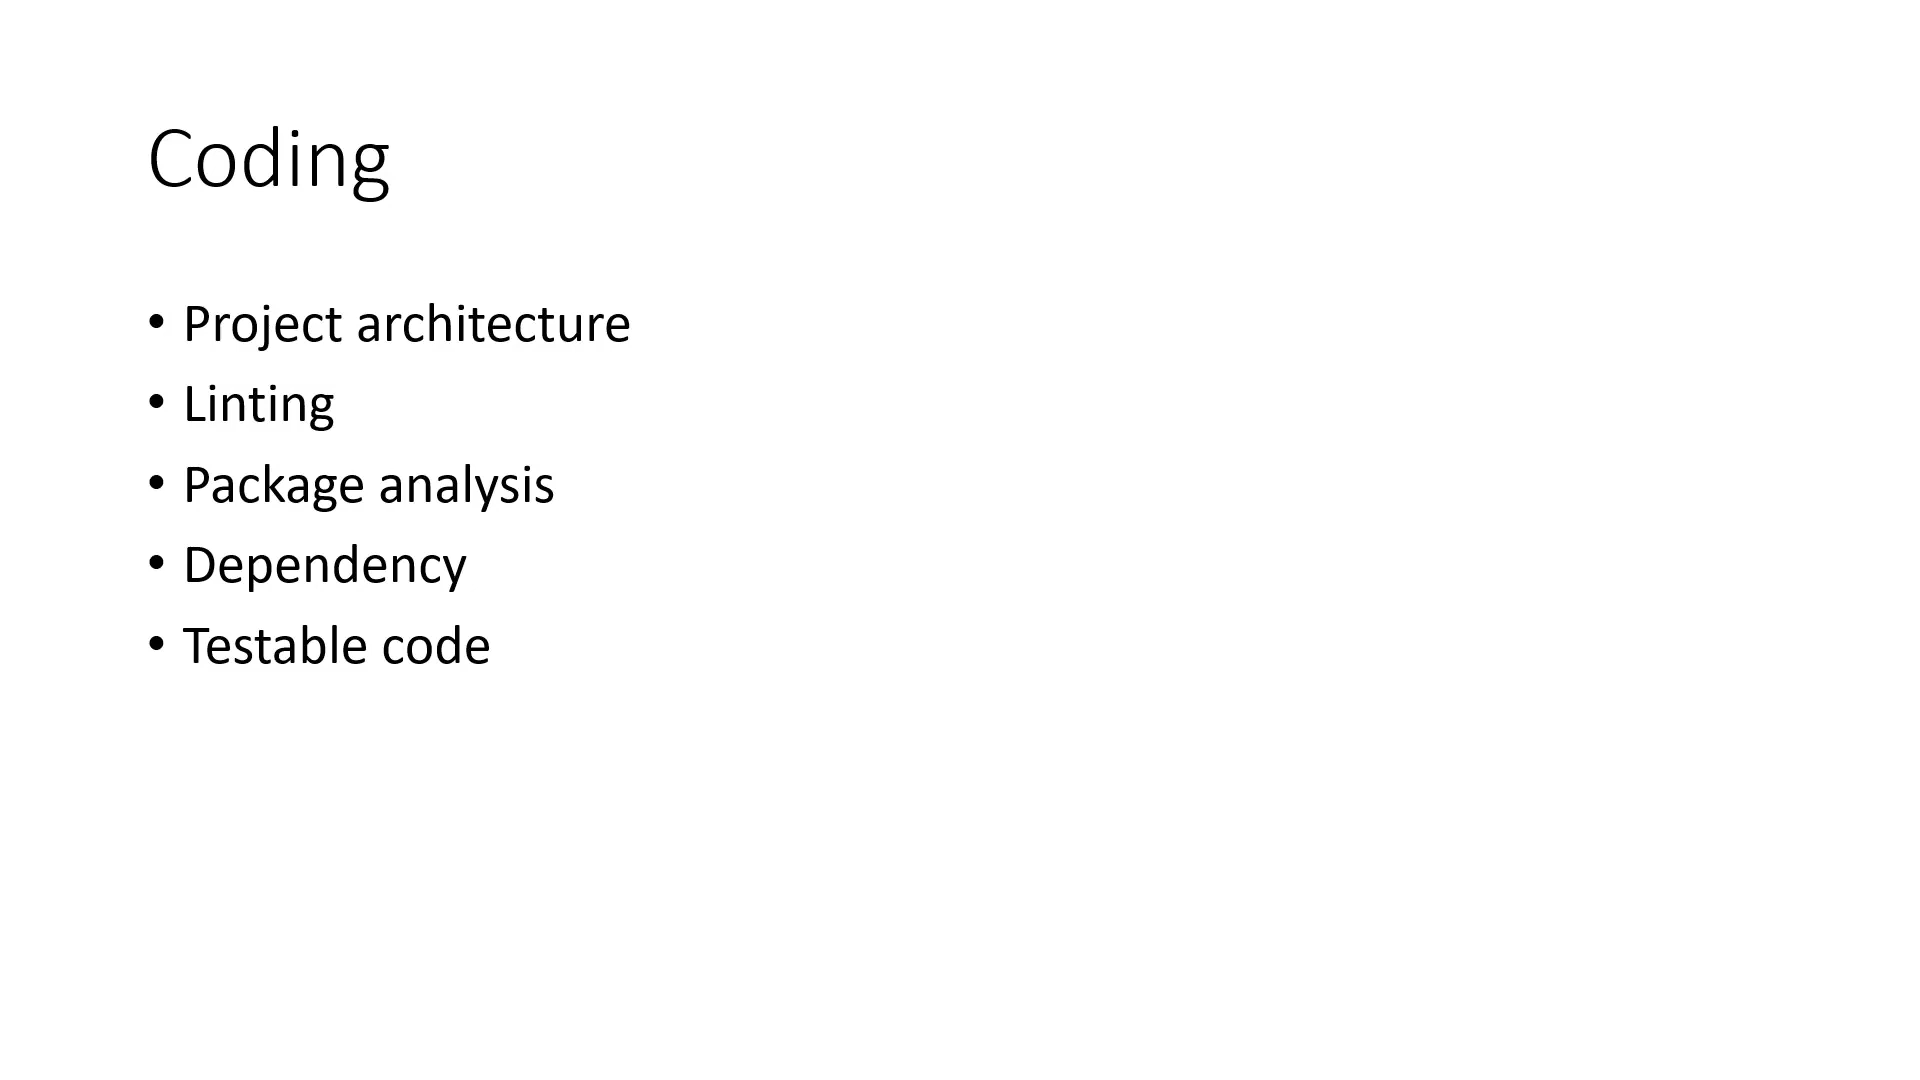 Coding
• Project architecture
• Linting
• Package analysis
• Dependency
• Testable code